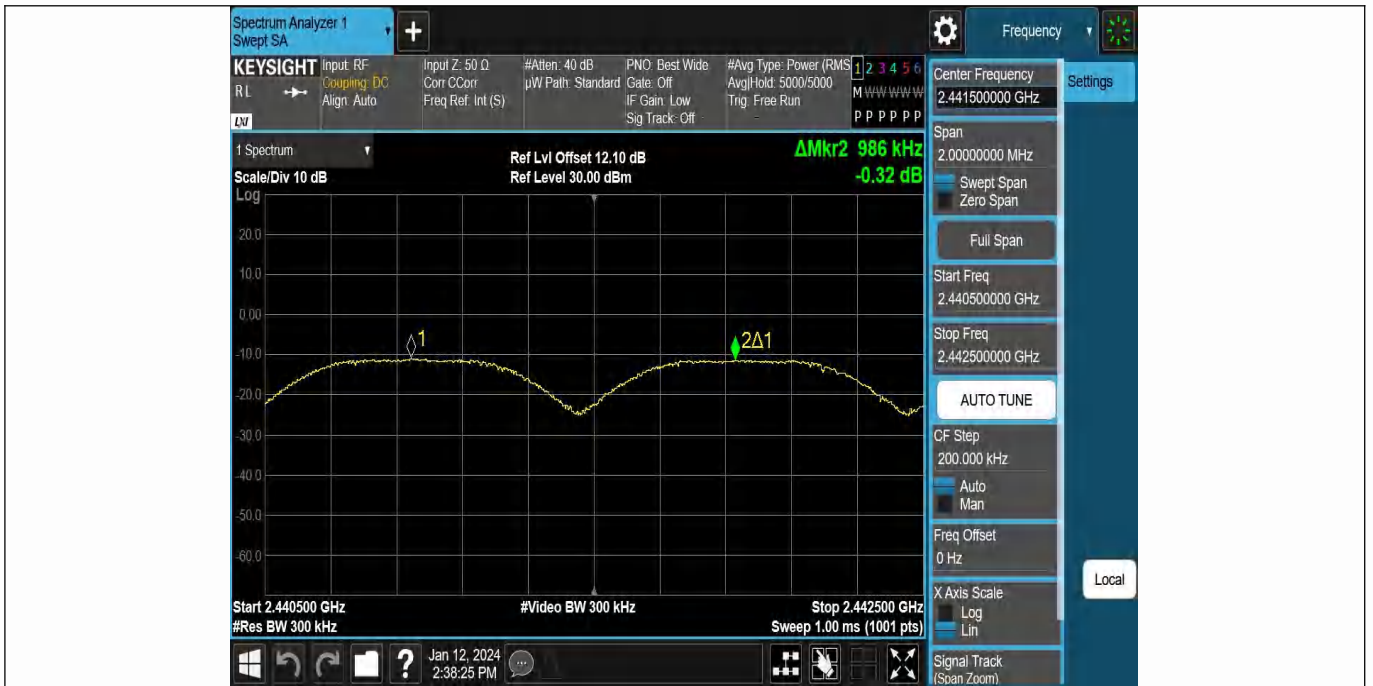 Spectrum Analyzer 1
Swept SA
+
Frequency
KEYSIGHT
RL
LXI
Input: RF
Coupling: DC
Align: Auto
Input Z: 50 Ω
Corr CCorr
Freq Ref: Int (S)
#Atten: 40 dB
µW Path: Standard
PNO: Best Wide
Gate: Off
IF Gain: Low
Sig Track: Off
#Avg Type: Power (RMS
Avg|Hold: 5000/5000
Trig: Free Run
1 2 3 4 5 6
M W W W W W
P P P P P P
1 Spectrum
Scale/Div 10 dB
Log
Ref Lvl Offset 12.10 dB
Ref Level 30.00 dBm
ΔMkr2 986 kHz
-0.32 dB
20.0
10.0
0.00
-10.0
-20.0
-30.0
-40.0
-50.0
-60.0
1
2Δ1
Start 2.440500 GHz
#Res BW 300 kHz
#Video BW 300 kHz
Stop 2.442500 GHz
Sweep 1.00 ms (1001 pts)
Center Frequency
2.441500000 GHz
Settings
Span
2.00000000 MHz
Swept Span
Zero Span
Full Span
Start Freq
2.440500000 GHz
Stop Freq
2.442500000 GHz
AUTO TUNE
CF Step
200.000 kHz
Auto
Man
Freq Offset
0 Hz
X Axis Scale
Log
Lin
Local
Signal Track
(Span Zoom)
?
Jan 12, 2024
2:38:25 PM